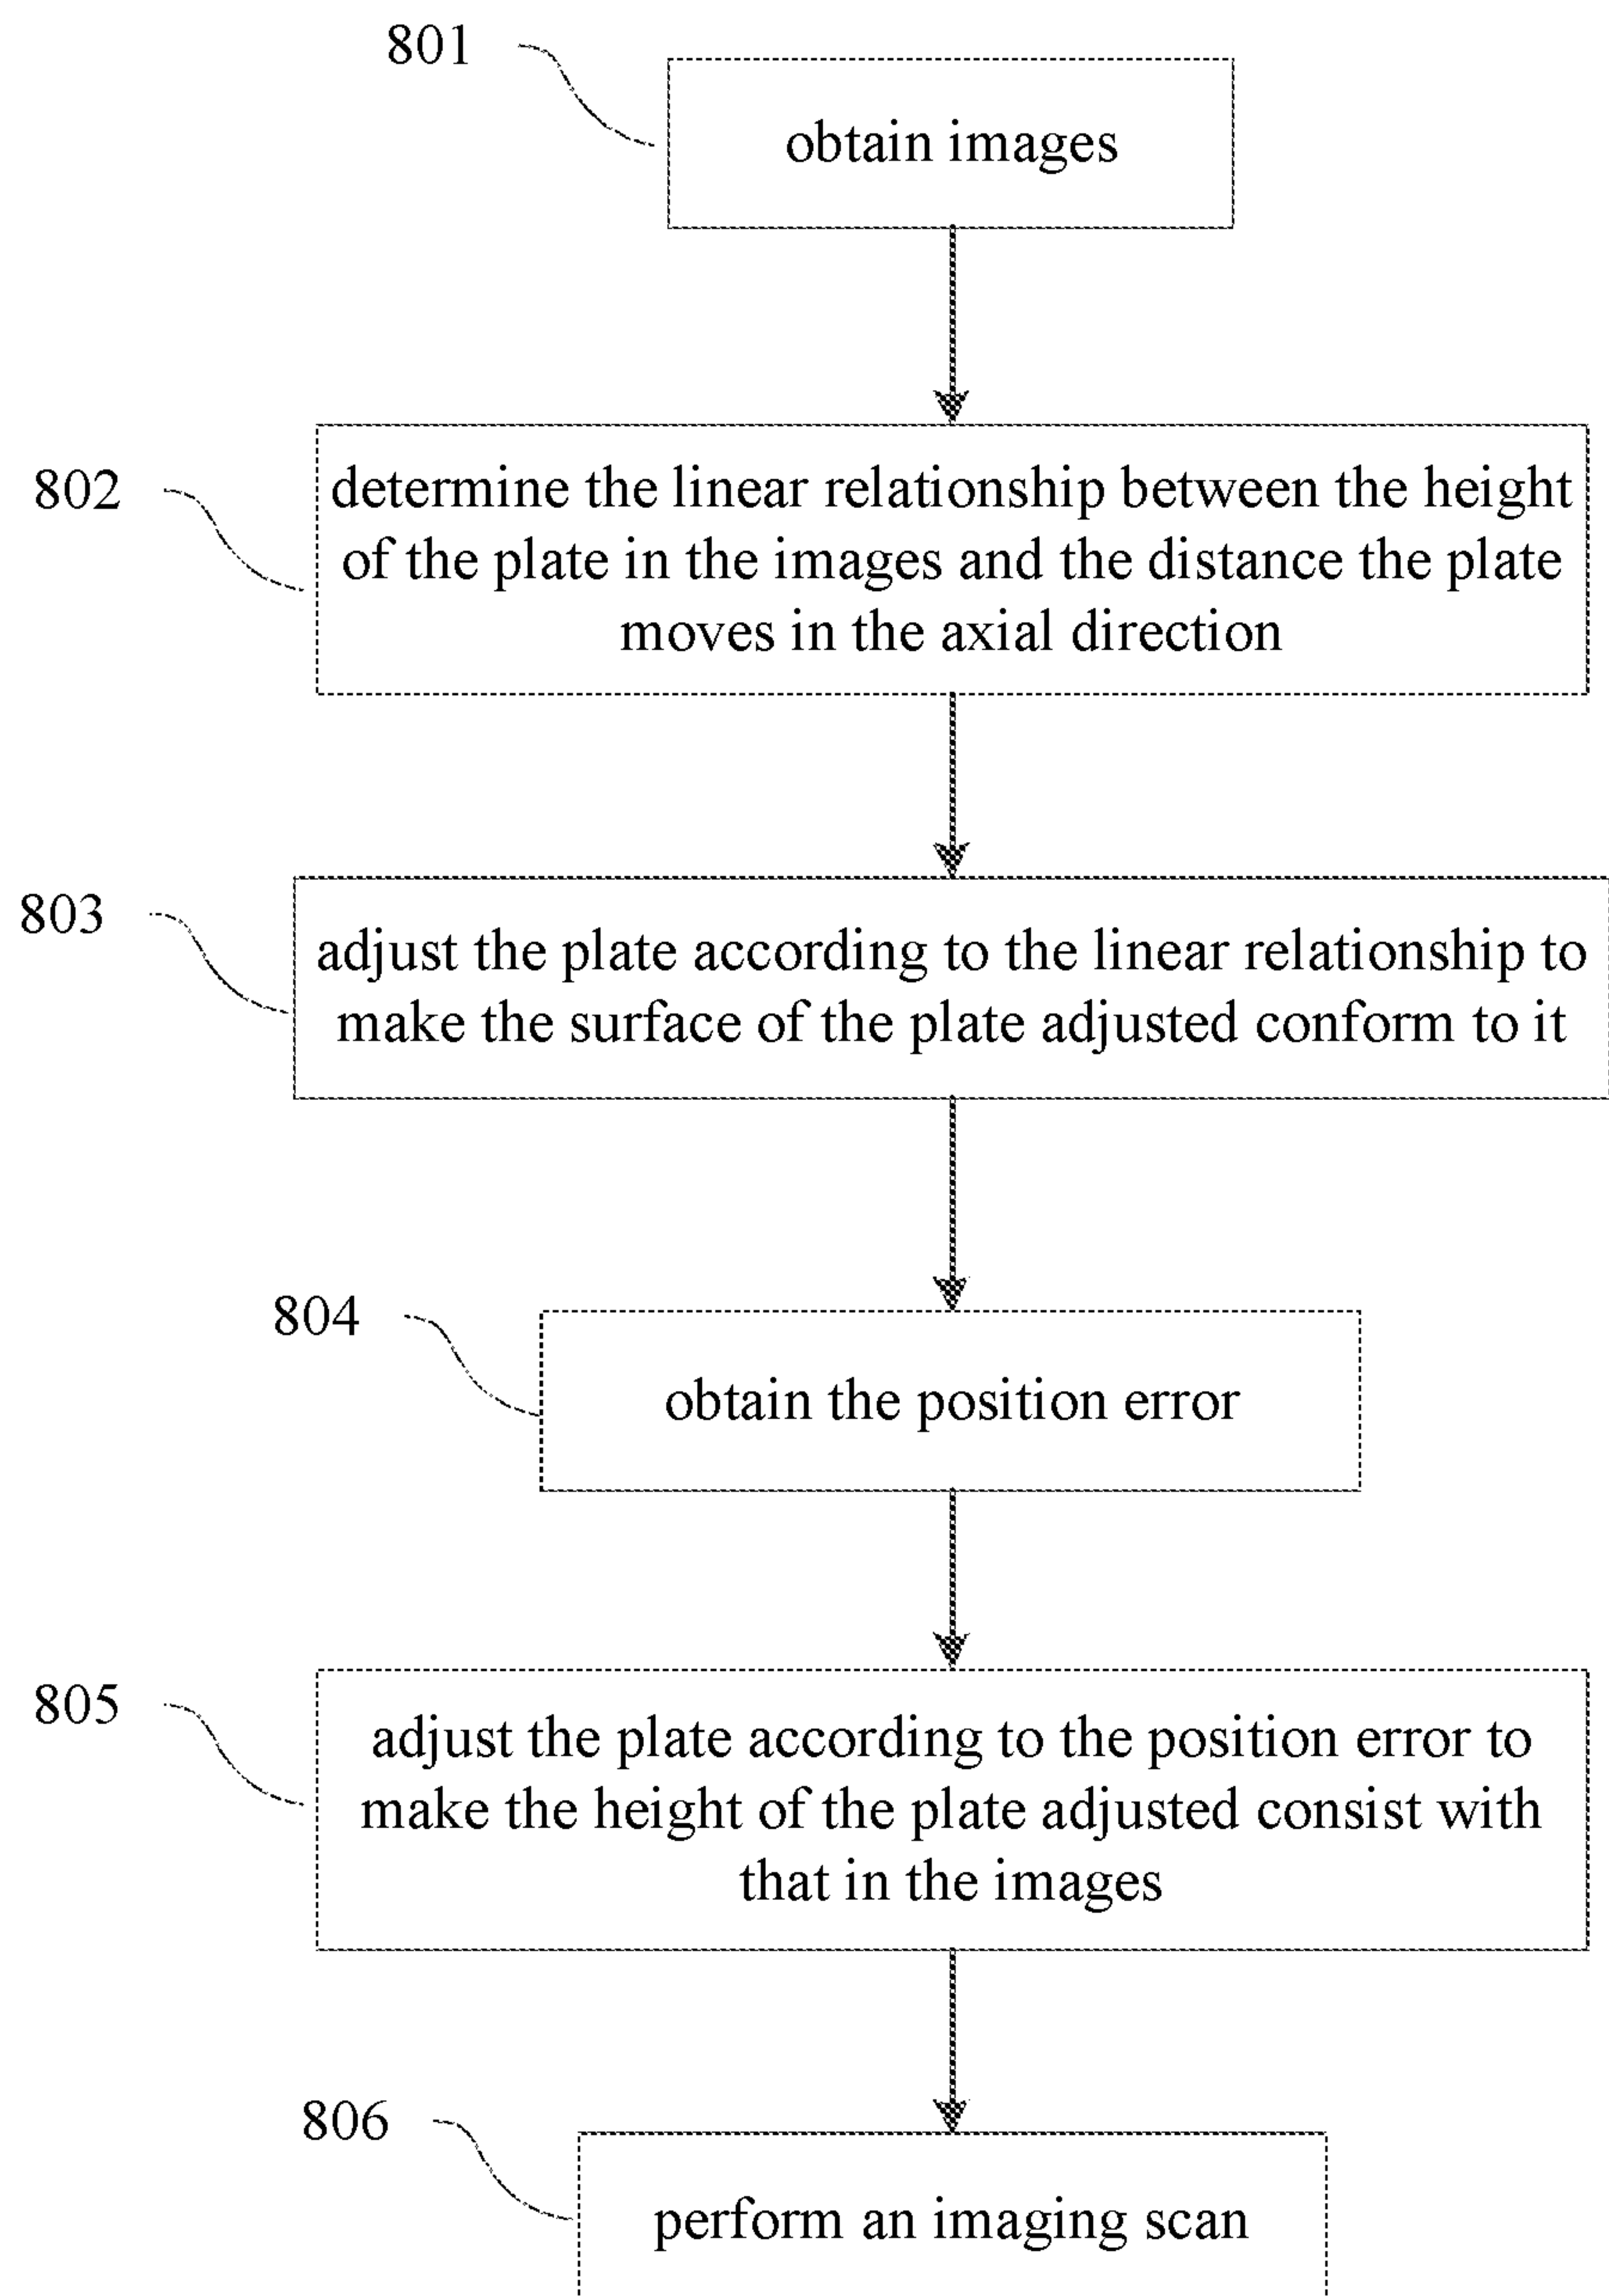 801
obtain images
802
determine the linear relationship between the height
of the plate in the images and the distance the plate
moves in the axial direction
803
adjust the plate according to the linear relationship to
make the surface of the plate adjusted conform to it
804
obtain the position error
805
adjust the plate according to the position error to
make the height of the plate adjusted consist with
that in the images
806
perform an imaging scan